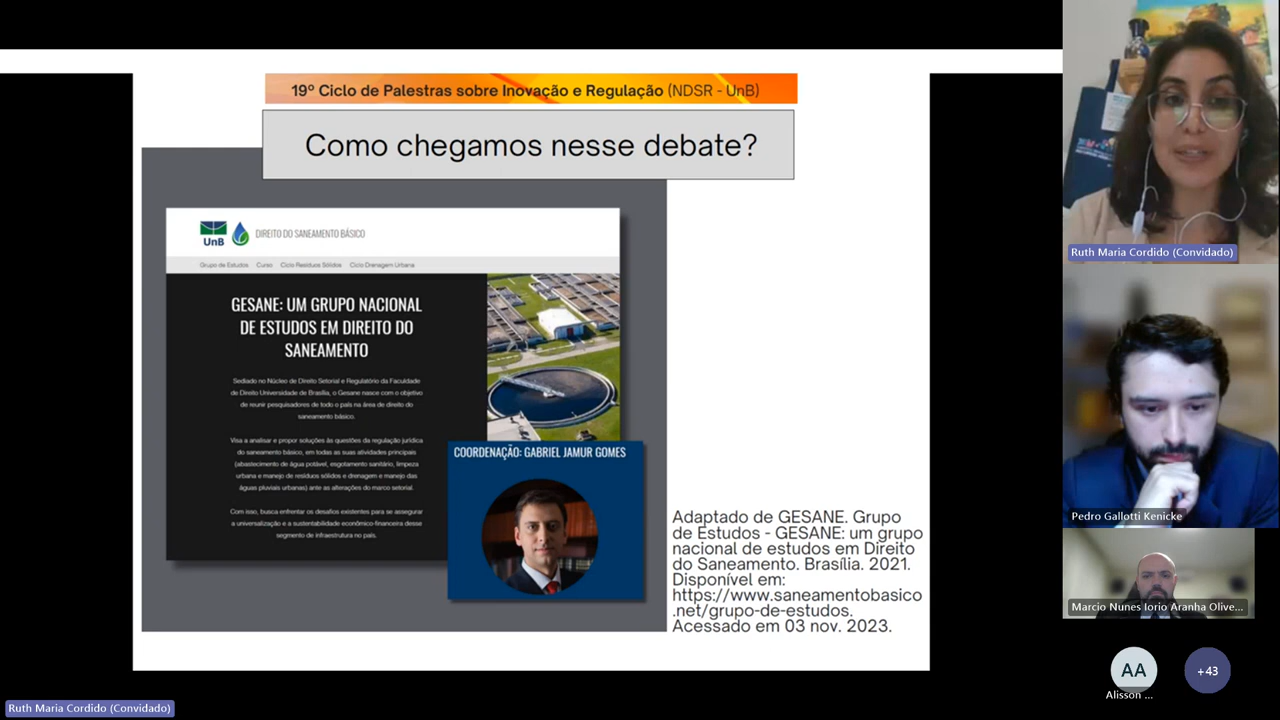 19º Ciclo de Palestras sobre Inovação e Regulação (NDSR - UnB)
Como chegamos nesse debate?
UnB
DIREITO DO SANEAMENTO BÁSICO
Grupo de Estudos Curso Ciclo Resíduos Sólidos Ciclo Drenagem Urbana
GESANE: UM GRUPO NACIONAL
DE ESTUDOS EM DIREITO DO
SANEAMENTO
Sediado no Núcleo de Direito Setorial e Regulatório da Faculdade
de Direito Universidade de Brasília, o Gesane nasce com o objetivo
de reunir pesquisadores de todo o país na área de direito do
saneamento básico.
Visa a analisar e propor soluções às questões da regulação jurídica
do saneamento básico, em todas as suas atividades principais
(abastecimento de água potável, esgotamento sanitário, limpeza
urbana e manejo de resíduos sólidos e drenagem e manejo das
águas pluviais urbanas) ante as alterações do marco setorial.
Com isso, busca enfrentar os desafios existentes para se assegurar
a universalização e a sustentabilidade econômico-financeira desse
segmento de infraestrutura no país.
COORDENAÇÃO: GABRIEL JAMUR GOMES
Adaptado de GESANE. Grupo
de Estudos - GESANE: um grupo
nacional de estudos em Direito
do Saneamento. Brasília. 2021.
Disponível em:
https://www.saneamentobasico
.net/grupo-de-estudos.
Acessado em 03 nov. 2023.
Ruth Maria Cordido (Convidado)
Pedro Gallotti Kenicke
Marcio Nunes Iorio Aranha Olive...
AA
Alisson ...
+43
Ruth Maria Cordido (Convidado)